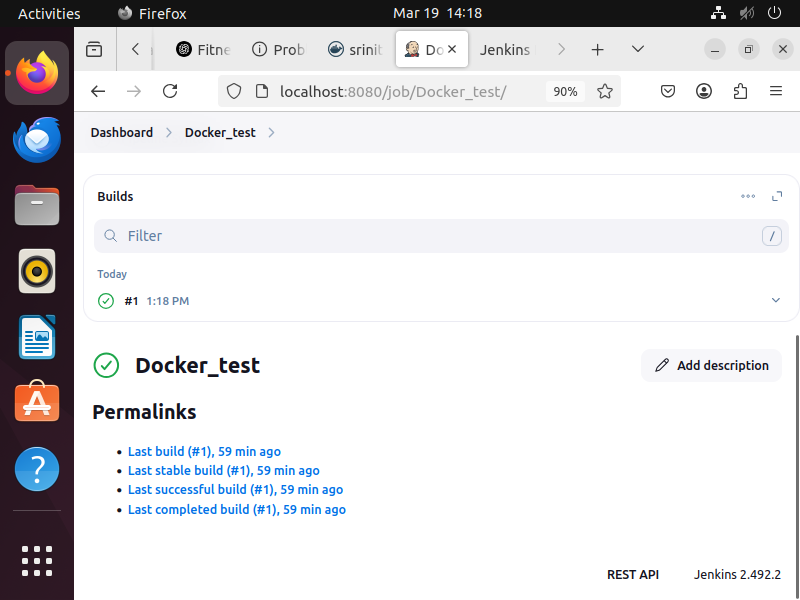 Activities
Firefox
Mar 19 14:18
Fitne
Prob
srinit
Do
Jenkins
localhost:8080/job/Docker_test/
90%
Dashboard
Docker_test
Builds
Filter
/
Today
#1 1:18 PM
Docker_test
Add description
Permalinks
Last build (#1), 59 min ago
Last stable build (#1), 59 min ago
Last successful build (#1), 59 min ago
Last completed build (#1), 59 min ago
REST API
Jenkins 2.492.2